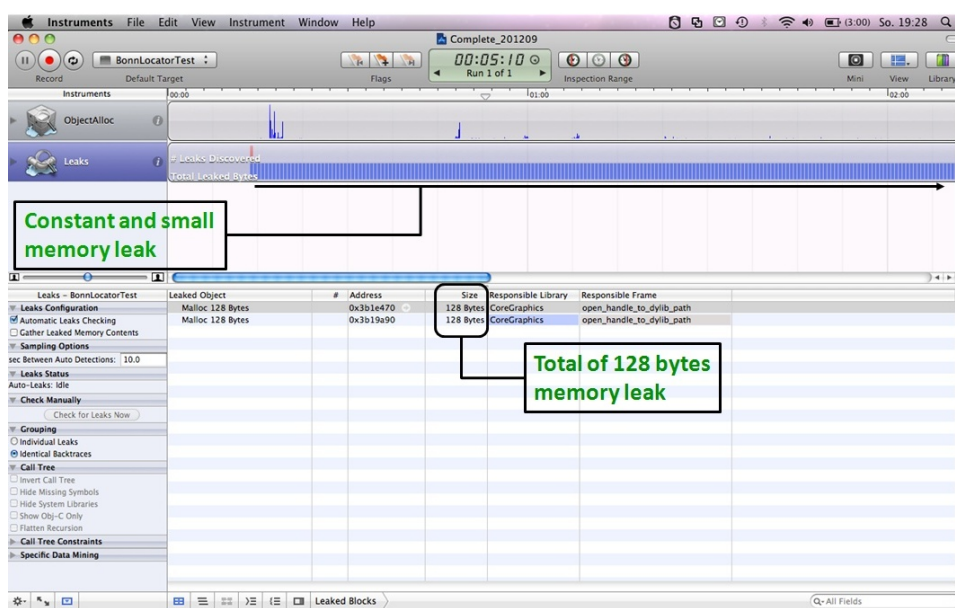 Instruments File Edit View Instrument Window Help (3:00) So. 19:28
Complete_201209
BonnLocatorTest
00:05:10
Run 1 of 1
Record Default Target Flags Inspection Range Mini View Library
Instruments 00:00 01:00 02:00
ObjectAlloc
Leaks # Leaks Discovered
Total Leaked Bytes
Constant and small
memory leak
Leaks - BonnLocatorTest Leaked Object # Address Size Responsible Library Responsible Frame
Leaks Configuration Malloc 128 Bytes 0x3b1e470 128 Bytes CoreGraphics open_handle_to_dylib_path
Automatic Leaks Checking Malloc 128 Bytes 0x3b19a90 128 Bytes CoreGraphics open_handle_to_dylib_path
Gather Leaked Memory Contents
Sampling Options
sec Between Auto Detections: 10.0
Total of 128 bytes
memory leak
Leaks Status
Auto-Leaks: Idle
Check Manually
Check for Leaks Now
Grouping
Individual Leaks
Identical Backtraces
Call Tree
Invert Call Tree
Hide Missing Symbols
Hide System Libraries
Show Obj-C Only
Flatten Recursion
Call Tree Constraints
Specific Data Mining
Leaked Blocks All Fields